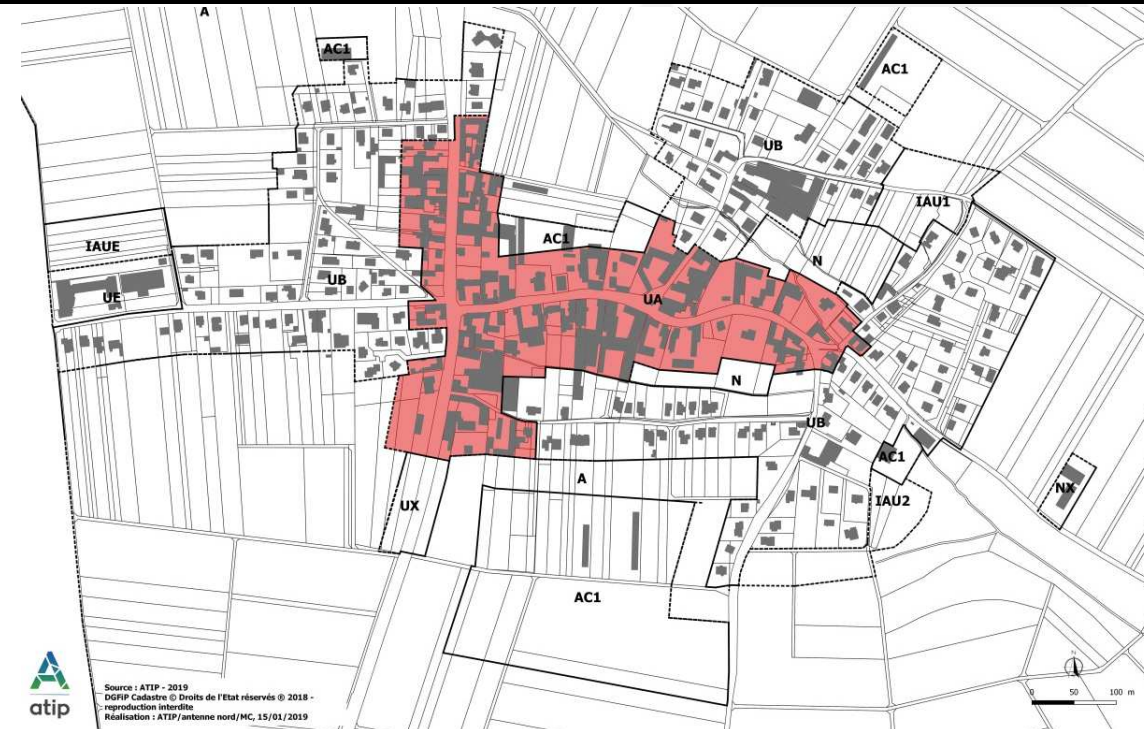 A
AC1
AC1
UB
IAU1
IAUE
AC1
N
UE
UB
UA
N
UB
AC1
A
NX
UX
IAU2
AC1
N
atip
Source : ATIP - 2019
DGFiP Cadastre © Droits de l'Etat réservés ® 2018 -
reproduction interdite
Réalisation : ATIP/antenne nord/MC, 15/01/2019
0 50 100 m